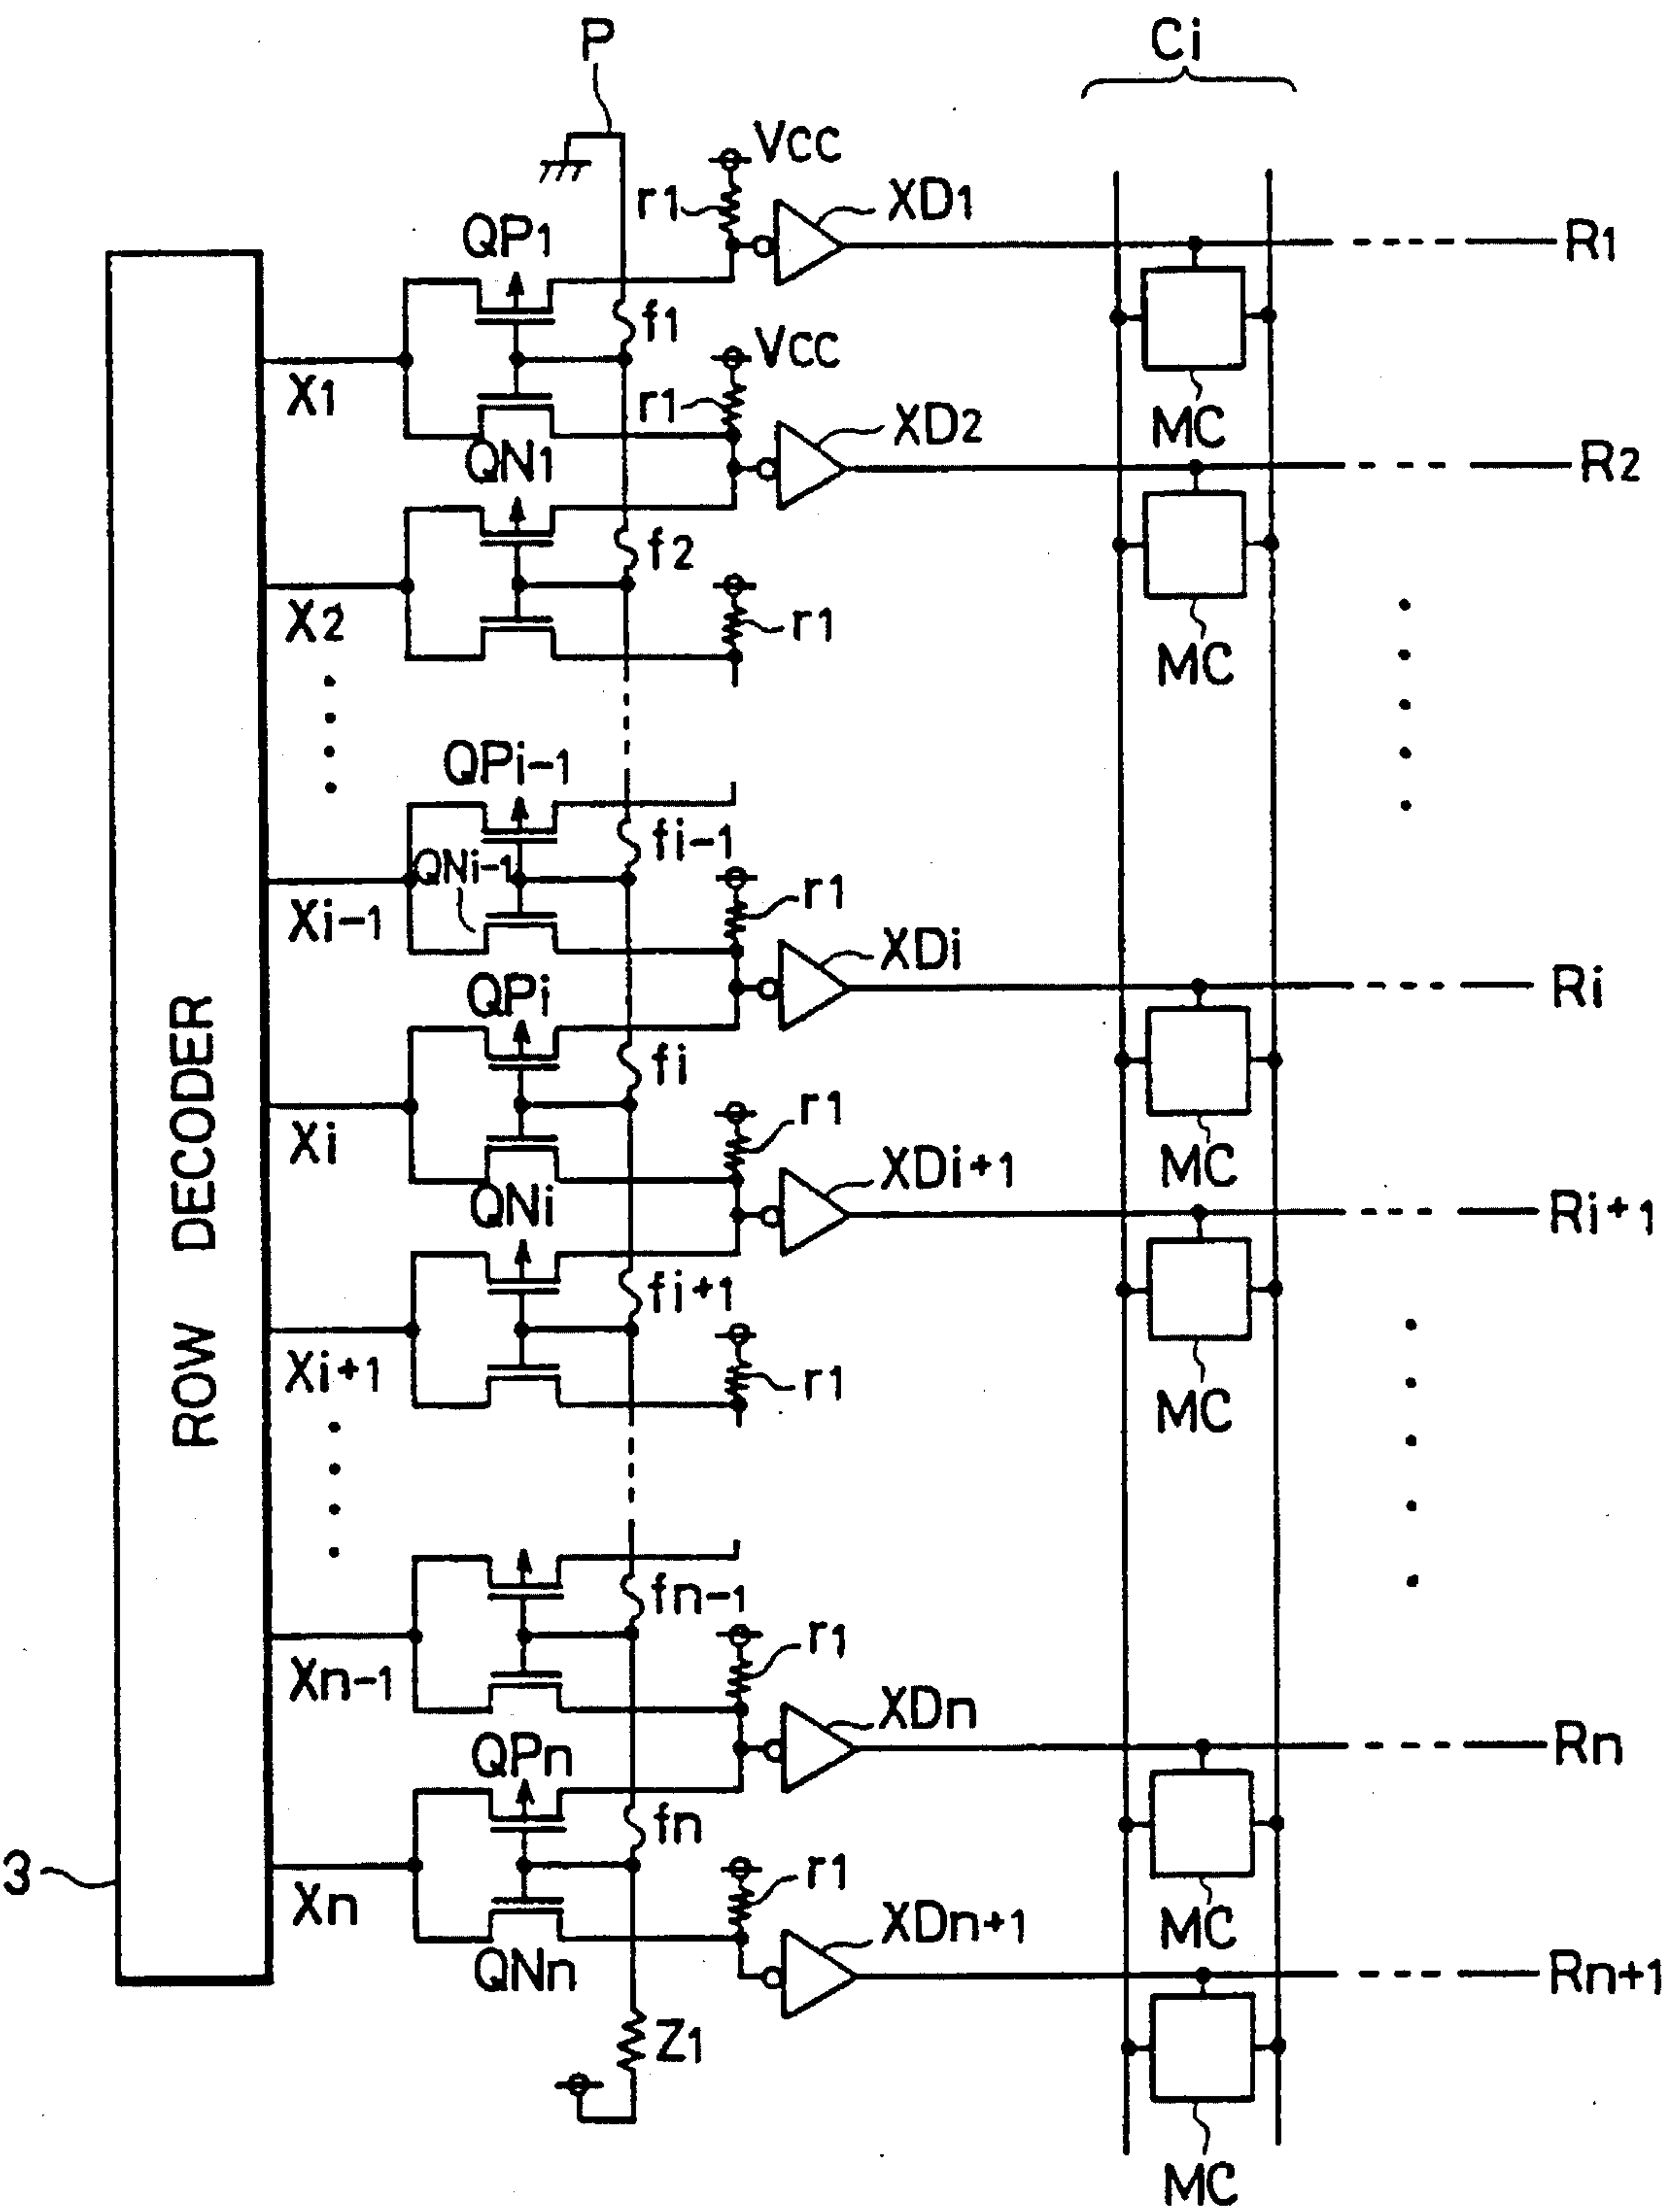 P
Ci
VCC
r1
XD1
R1
QP1
f1
X1
VCC
r1
MC
XD2
R2
QN1
f2
X2
r1
MC
QPi-1
fi-1
QNi-1
r1
Xi-1
XDi
Ri
QPi
fi
r1
Xi
MC
XDi+1
Ri+1
QNi
fi+1
Xi+1
r1
MC
ROW DECODER
fn-1
r1
Xn-1
XDn
Rn
QPn
fn
3
r1
Xn
MC
XDn+1
Rn+1
QNn
Z1
MC